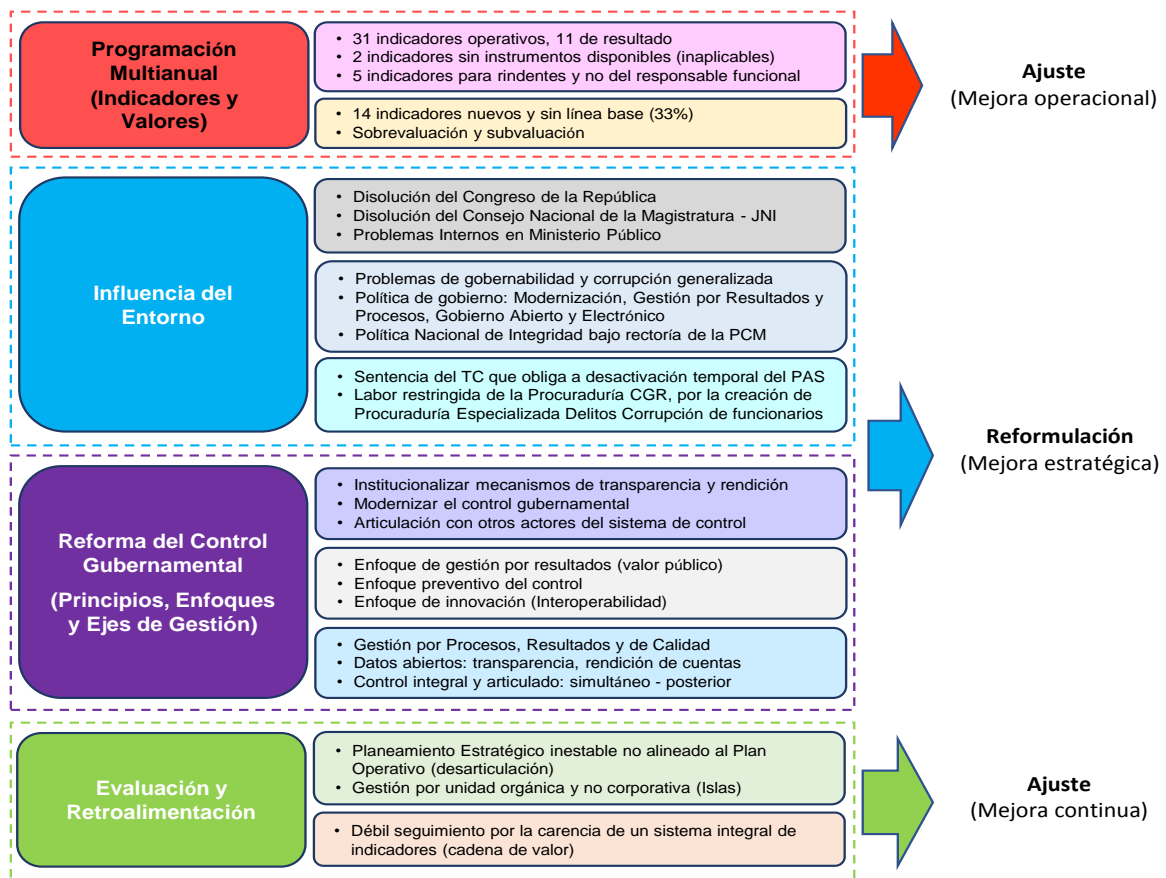 Programación
Multianual
(Indicadores y
Valores)
• 31 indicadores operativos, 11 de resultado
• 2 indicadores sin instrumentos disponibles (inaplicables)
• 5 indicadores para rindentes y no del responsable funcional
• 14 indicadores nuevos y sin línea base (33%)
• Sobrevaluación y subvaluación
Ajuste
(Mejora operacional)
Influencia del
Entorno
• Disolución del Congreso de la República
• Disolución del Consejo Nacional de la Magistratura - JNI
• Problemas Internos en Ministerio Público
• Problemas de gobernabilidad y corrupción generalizada
• Política de gobierno: Modernización, Gestión por Resultados y
Procesos, Gobierno Abierto y Electrónico
• Política Nacional de Integridad bajo rectoría de la PCM
• Sentencia del TC que obliga a desactivación temporal del PAS
• Labor restringida de la Procuraduría CGR, por la creación de
Procuraduría Especializada Delitos Corrupción de funcionarios
Reformulación
(Mejora estratégica)
Reforma del Control
Gubernamental
(Principios, Enfoques
y Ejes de Gestión)
• Institucionalizar mecanismos de transparencia y rendición
• Modernizar el control gubernamental
• Articulación con otros actores del sistema de control
• Enfoque de gestión por resultados (valor público)
• Enfoque preventivo del control
• Enfoque de innovación (Interoperabilidad)
• Gestión por Procesos, Resultados y de Calidad
• Datos abiertos: transparencia, rendición de cuentas
• Control integral y articulado: simultáneo - posterior
Evaluación y
Retroalimentación
• Planeamiento Estratégico inestable no alineado al Plan
Operativo (desarticulación)
• Gestión por unidad orgánica y no corporativa (Islas)
• Débil seguimiento por la carencia de un sistema integral de
indicadores (cadena de valor)
Ajuste
(Mejora continua)